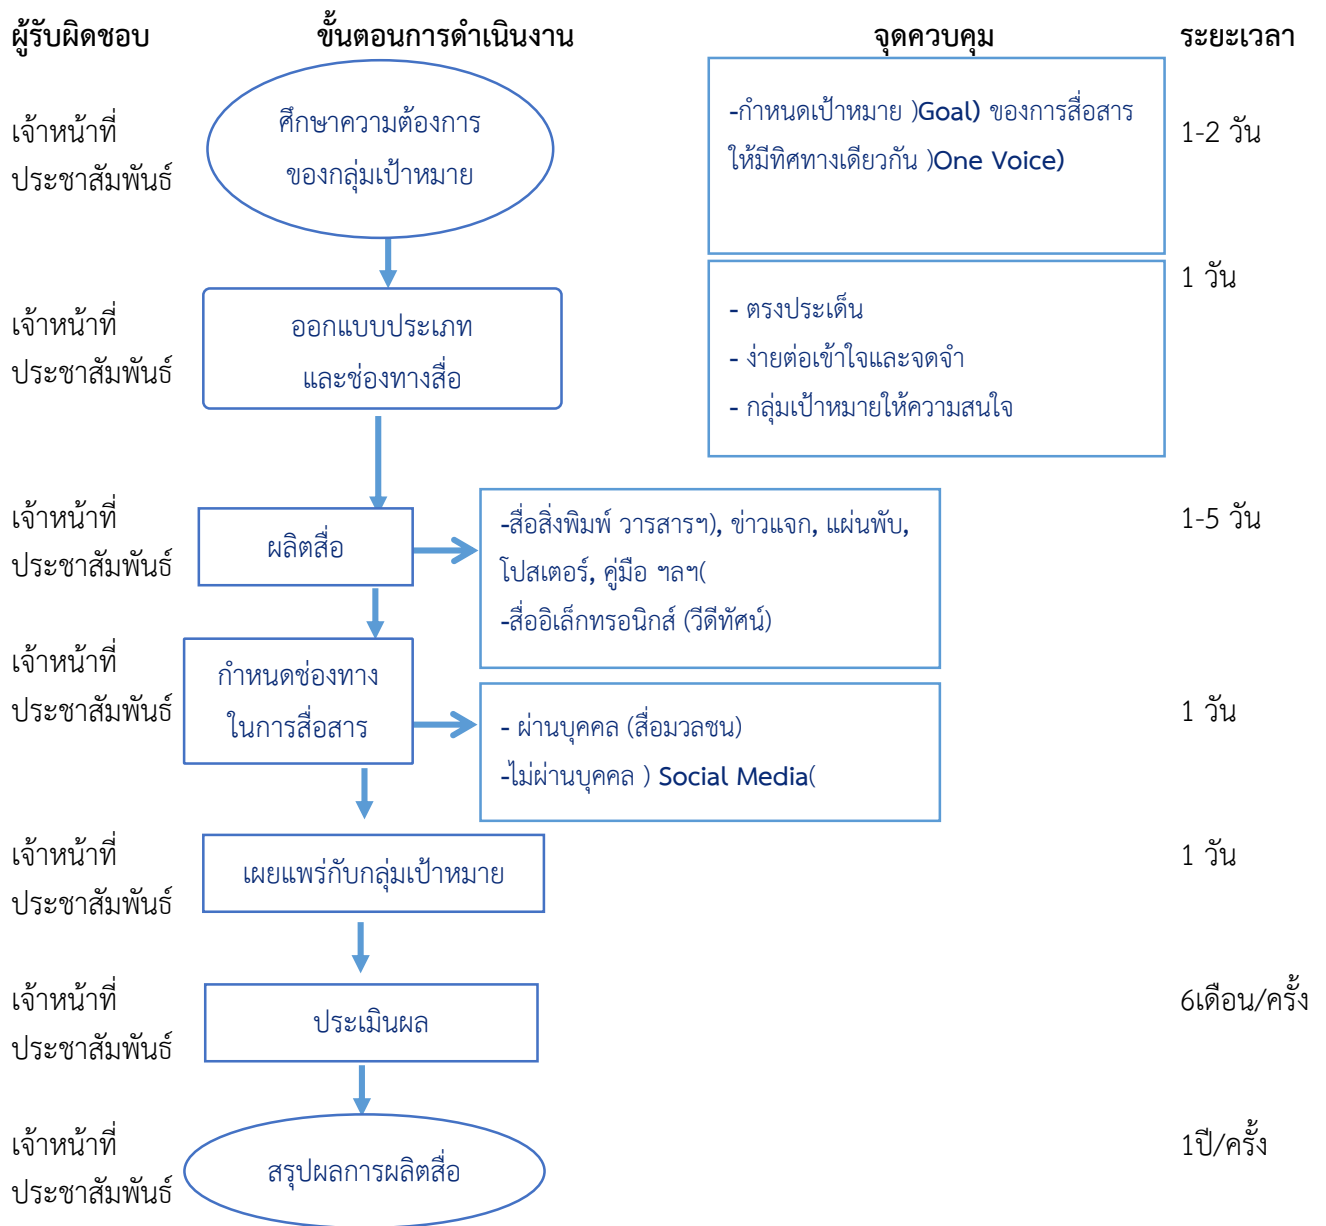 ผู้รับผิดชอบ ขั้นตอนการดำเนินงาน จุดควบคุม ระยะเวลา
เจ้าหน้าที่
ประชาสัมพันธ์
ศึกษาความต้องการ
ของกลุ่มเป้าหมาย
-กำหนดเป้าหมาย )Goal) ของการสื่อสาร
ให้มีทิศทางเดียวกัน )One Voice)
1-2 วัน
เจ้าหน้าที่
ประชาสัมพันธ์
ออกแบบประเภท
และช่องทางสื่อ
- ตรงประเด็น
- ง่ายต่อเข้าใจและจดจำ
- กลุ่มเป้าหมายให้ความสนใจ
1 วัน
เจ้าหน้าที่
ประชาสัมพันธ์
ผลิตสื่อ
-สื่อสิ่งพิมพ์ วารสารฯ), ข่าวแจก, แผ่นพับ,
โปสเตอร์, คู่มือ ฯลฯ(
-สื่ออิเล็กทรอนิกส์ (วีดีทัศน์)
1-5 วัน
เจ้าหน้าที่
ประชาสัมพันธ์
กำหนดช่องทาง
ในการสื่อสาร
- ผ่านบุคคล (สื่อมวลชน)
-ไม่ผ่านบุคคล ) Social Media(
1 วัน
เจ้าหน้าที่
ประชาสัมพันธ์
เผยแพร่กับกลุ่มเป้าหมาย
1 วัน
เจ้าหน้าที่
ประชาสัมพันธ์
ประเมินผล
6เดือน/ครั้ง
เจ้าหน้าที่
ประชาสัมพันธ์
สรุปผลการผลิตสื่อ
1ปี/ครั้ง